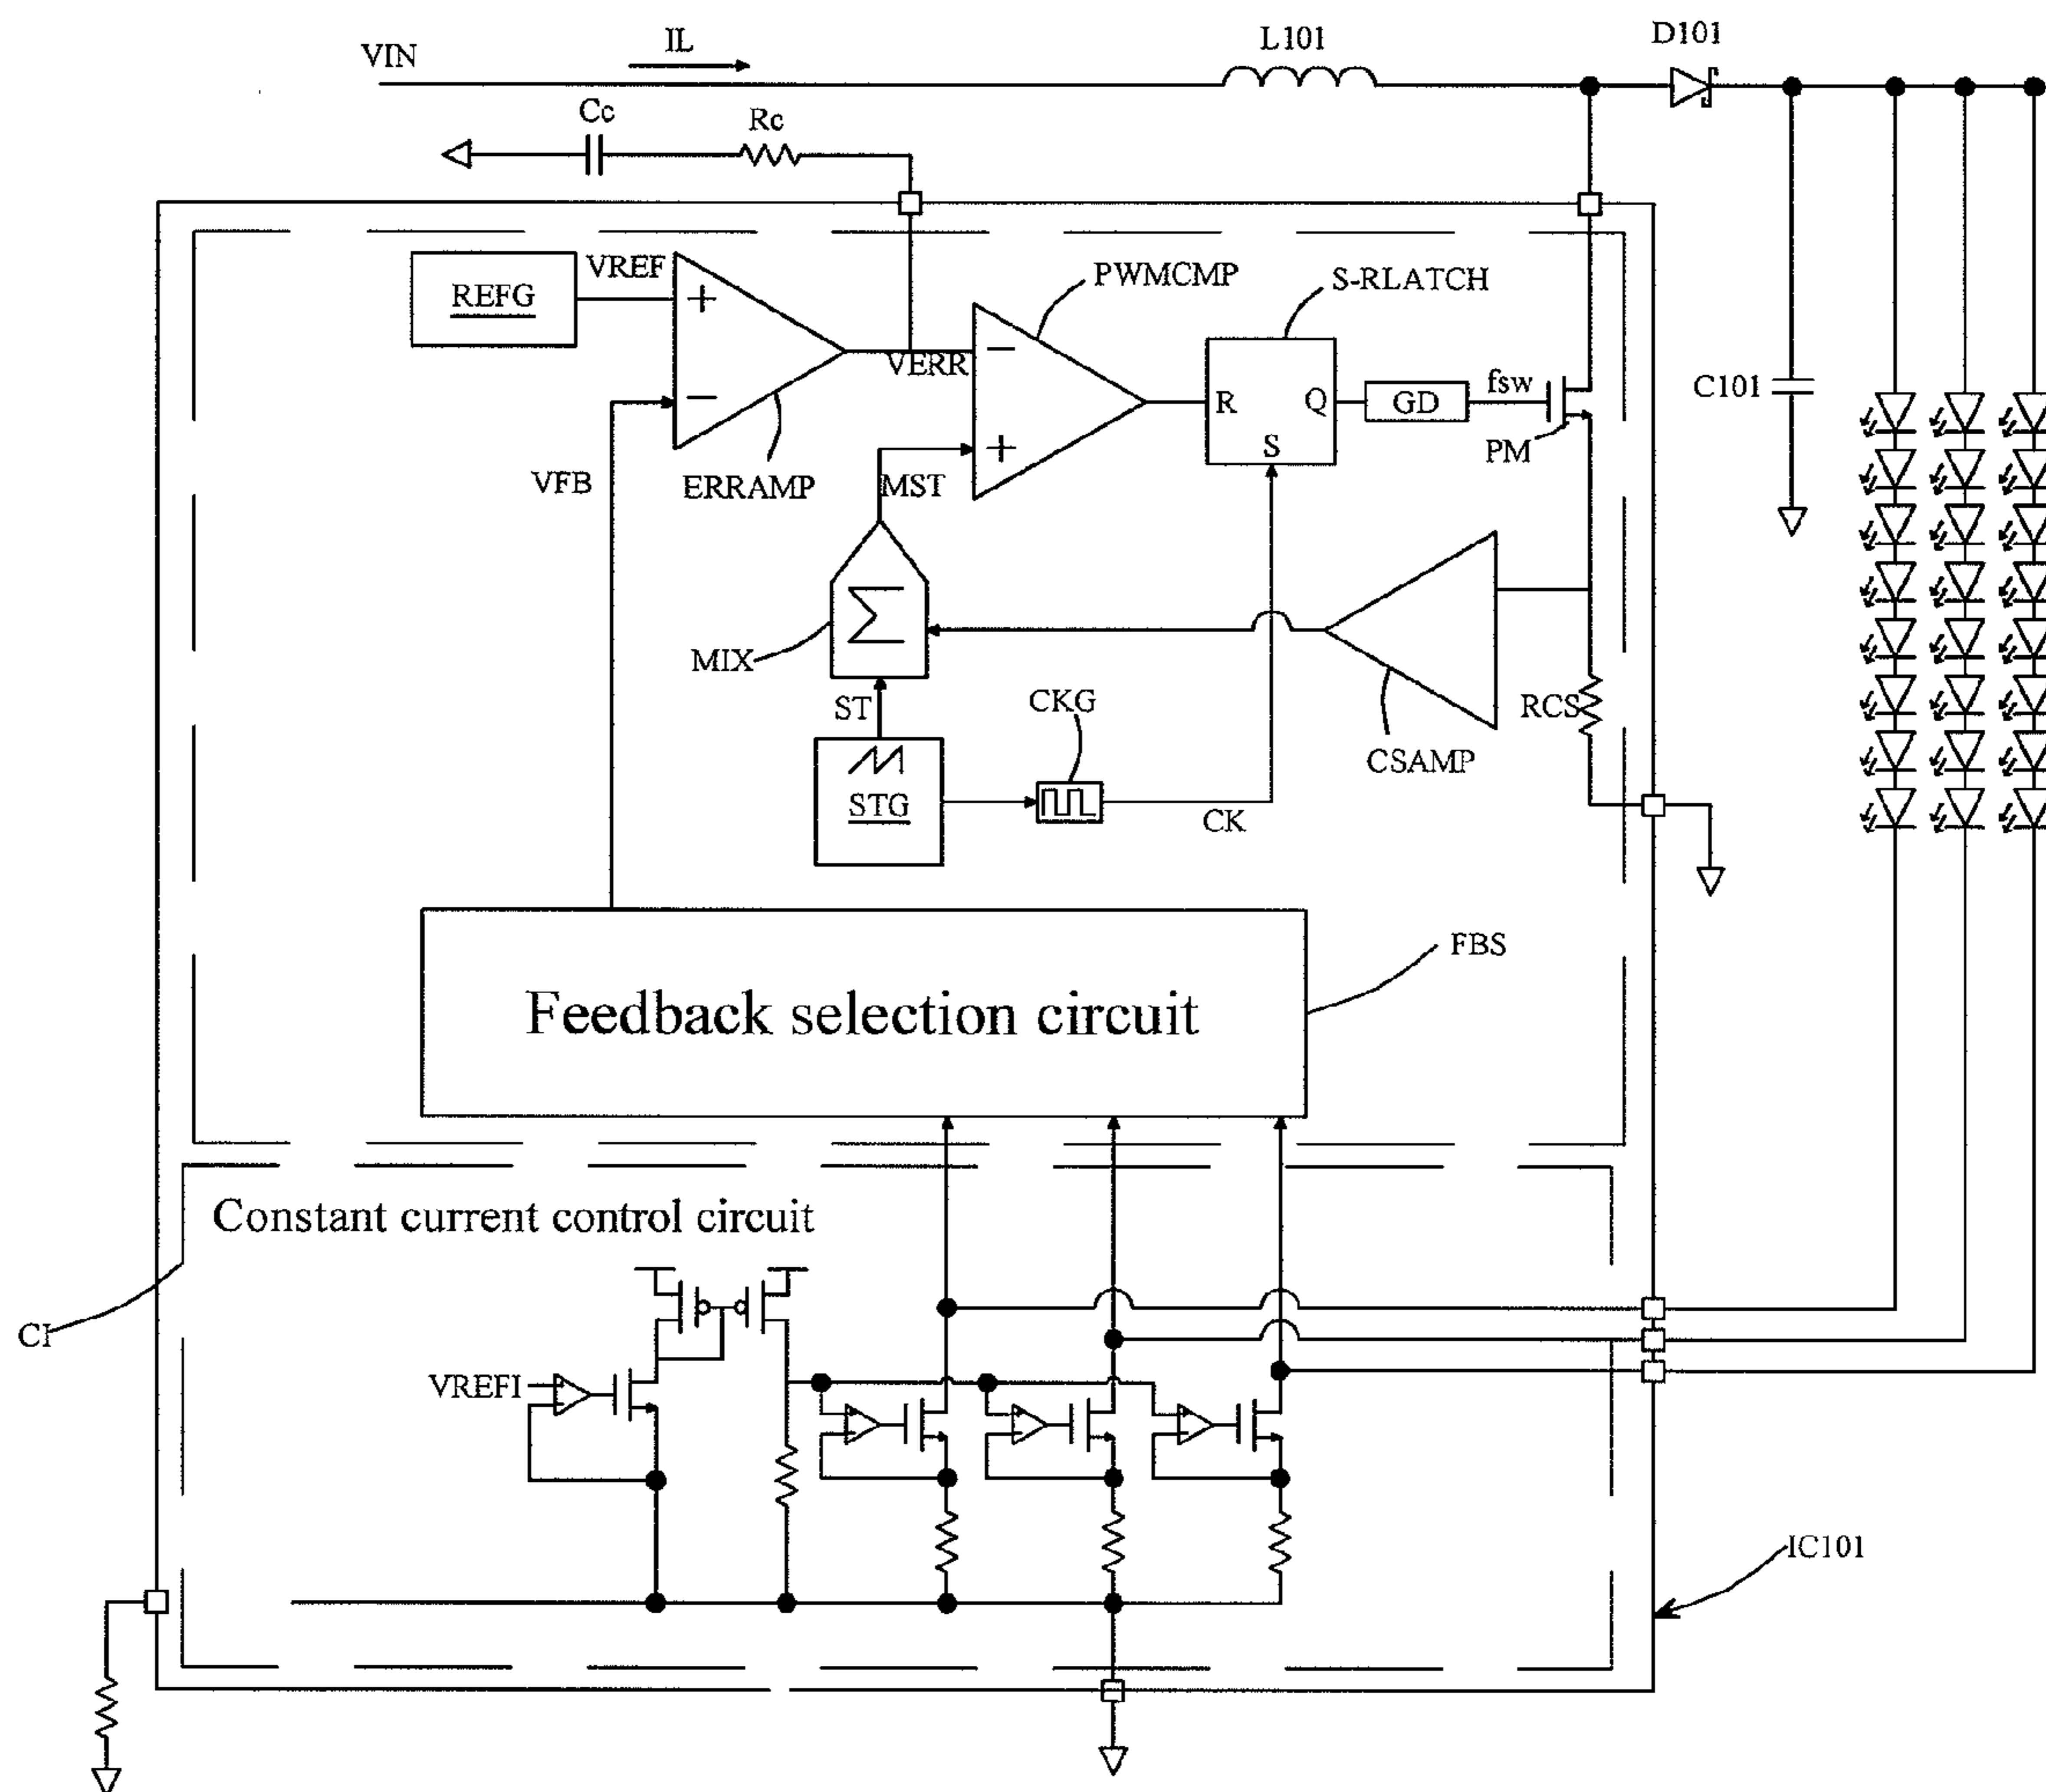 VIN
IL
L101
D101
Cc
Rc
REFG
VREF
+
−
VERR
−
+
PWMCMP
S-RLATCH
R
Q
S
GD
fsw
PM
C101
VFB
ERRAMP
MST
MIX
Σ
ST
STG
CKG
CK
CSAMP
RCS
Feedback selection circuit
FBS
Constant current control circuit
CI
VREFI
IC101